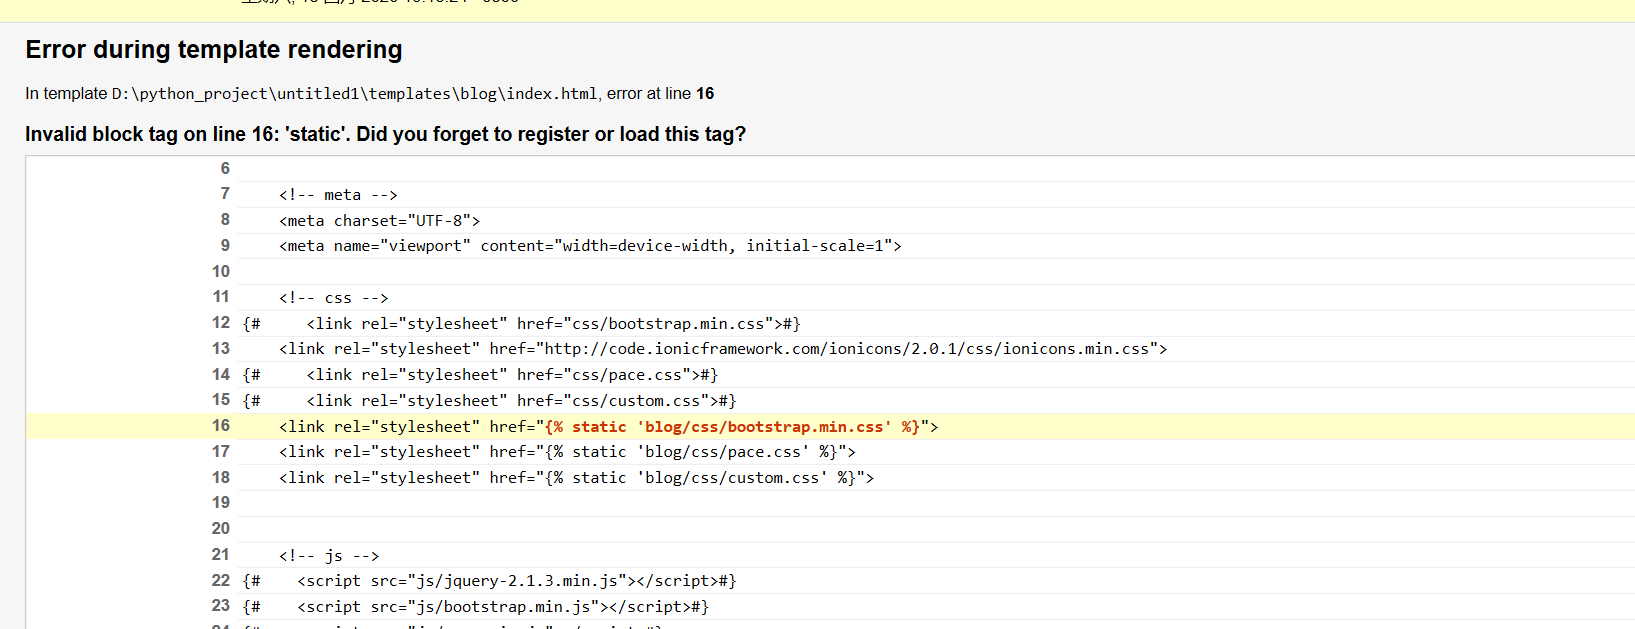 Error during template rendering
In template D:\python_project\untitled1\templates\blog\index.html, error at line 16
Invalid block tag on line 16: 'static'. Did you forget to register or load this tag?
6
7 <!-- meta -->
8 <meta charset="UTF-8">
9 <meta name="viewport" content="width=device-width, initial-scale=1">
10
11 <!-- css -->
12 {# <link rel="stylesheet" href="css/bootstrap.min.css">#}
13 <link rel="stylesheet" href="http://code.ionicframework.com/ionicons/2.0.1/css/ionicons.min.css">
14 {# <link rel="stylesheet" href="css/pace.css">#}
15 {# <link rel="stylesheet" href="css/custom.css">#}
16 <link rel="stylesheet" href="{% static 'blog/css/bootstrap.min.css' %}">
17 <link rel="stylesheet" href="{% static 'blog/css/pace.css' %}">
18 <link rel="stylesheet" href="{% static 'blog/css/custom.css' %}">
19
20
21 <!-- js -->
22 {# <script src="js/jquery-2.1.3.min.js"></script>#}
23 {# <script src="js/bootstrap.min.js"></script>#}